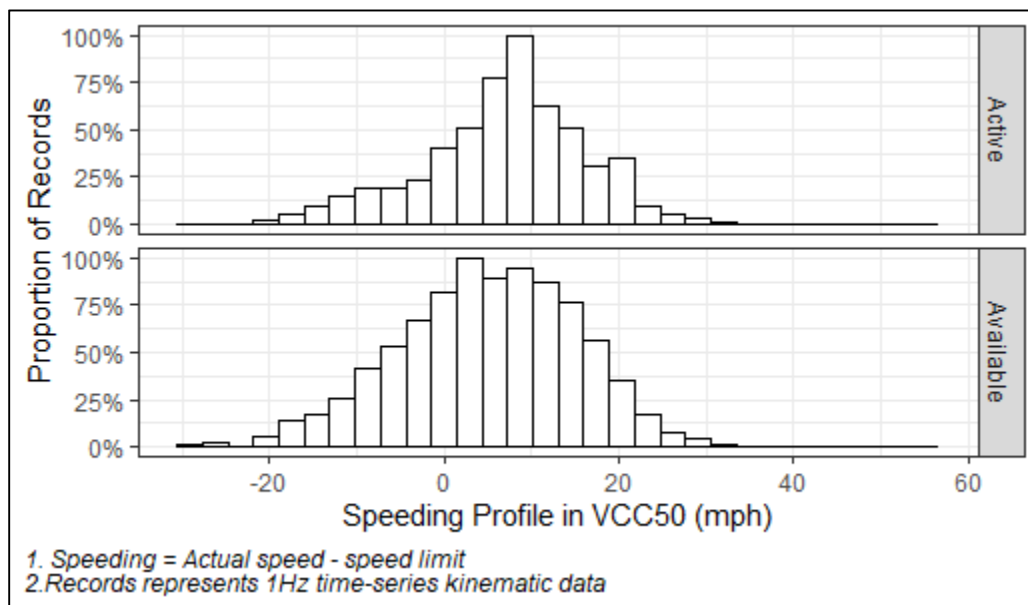 Proportion of Records
100%
75%
50%
25%
0%
Active
100%
75%
50%
25%
0%
Available
-20 0 20 40 60
Speeding Profile in VCC50 (mph)
1. Speeding = Actual speed - speed limit
2.Records represents 1Hz time-series kinematic data